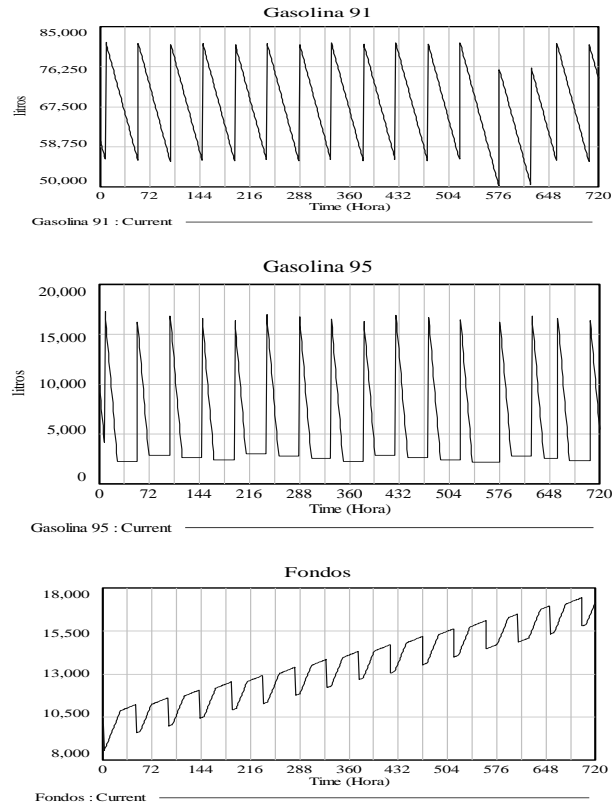 Gasolina 91
85,000
76,250
67,500
58,750
50,000
litros
0 72 144 216 288 360 432 504 576 648 720
Time (Hora)
Gasolina 91 : Current
Gasolina 95
20,000
15,000
10,000
5,000
0
litros
0 72 144 216 288 360 432 504 576 648 720
Time (Hora)
Gasolina 95 : Current
Fondos
18,000
15,500
13,000
10,500
8,000
0 72 144 216 288 360 432 504 576 648 720
Time (Hora)
Fondos : Current